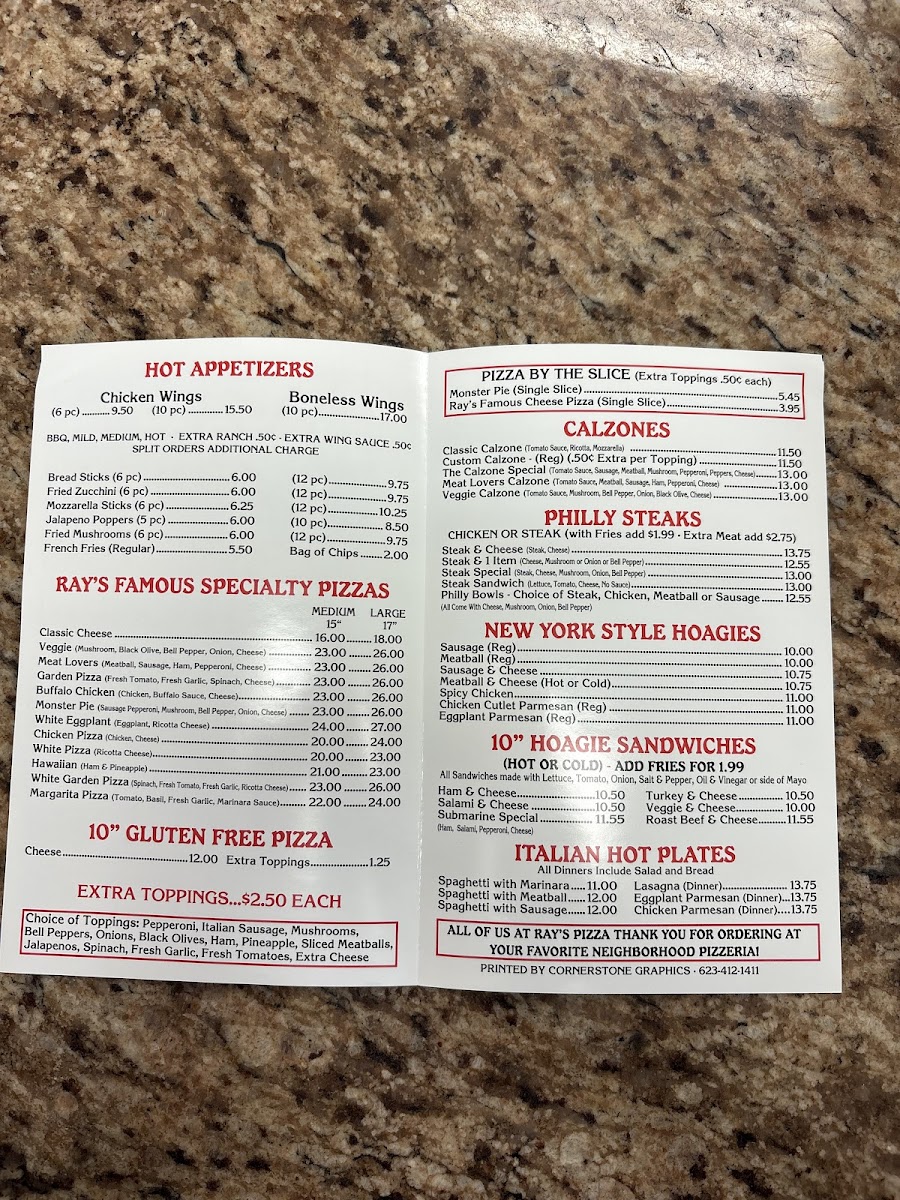 HOT APPETIZERS
Chicken Wings
(6 pc)..........9.50 (10 pc)..............15.50
Boneless Wings
(10 pc)........................17.00
BBQ, MILD, MEDIUM, HOT · EXTRA RANCH .50¢ · EXTRA WING SAUCE .50¢
SPLIT ORDERS ADDITIONAL CHARGE
Bread Sticks (6 pc)........................6.00 (12 pc)........................9.75
Fried Zucchini (6 pc)........................6.00 (12 pc)........................9.75
Mozzarella Sticks (6 pc)........................6.25 (12 pc)........................10.25
Jalapeno Poppers (5 pc)........................6.00 (10 pc)........................8.50
Fried Mushrooms (6 pc)........................6.00 (12 pc)........................9.75
French Fries (Regular)........................5.50 Bag of Chips......2.00
RAY'S FAMOUS SPECIALTY PIZZAS
MEDIUM LARGE
15" 17"
Classic Cheese........................16.00.......18.00
Veggie (Mushroom, Black Olive, Bell Pepper, Onion, Cheese)................23.00.......26.00
Meat Lovers (Meatball, Sausage, Ham, Pepperoni, Cheese)................23.00.......26.00
Garden Pizza (Fresh Tomato, Fresh Garlic, Spinach, Cheese)..........23.00.......26.00
Buffalo Chicken (Chicken, Buffalo Sauce, Cheese)........................23.00.......26.00
Monster Pie (Sausage Pepperoni, Mushroom, Bell Pepper, Onion, Cheese)......23.00.......26.00
White Eggplant (Eggplant, Ricotta Cheese)........................24.00.......27.00
Chicken Pizza (Chicken, Cheese)........................20.00.......24.00
White Pizza (Ricotta Cheese)........................20.00.......23.00
Hawaiian (Ham & Pineapple)........................21.00.......23.00
White Garden Pizza (Spinach, Fresh Tomato, Fresh Garlic, Ricotta Cheese)......23.00.......26.00
Margarita Pizza (Tomato, Basil, Fresh Garlic, Marinara Sauce)........22.00.......24.00
10" GLUTEN FREE PIZZA
Cheese........................12.00 Extra Toppings................1.25
EXTRA TOPPINGS...$2.50 EACH
Choice of Toppings: Pepperoni, Italian Sausage, Mushrooms,
Bell Peppers, Onions, Black Olives, Ham, Pineapple, Sliced Meatballs,
Jalapenos, Spinach, Fresh Garlic, Fresh Tomatoes, Extra Cheese
PIZZA BY THE SLICE (Extra Toppings .50¢ each)
Monster Pie (Single Slice)........................5.45
Ray's Famous Cheese Pizza (Single Slice)........................3.95
CALZONES
Classic Calzone (Tomato Sauce, Ricotta, Mozzarella)........................11.50
Custom Calzone - (Reg) (.50¢ Extra per Topping)........................11.50
The Calzone Special (Tomato Sauce, Sausage, Meatball, Mushroom, Pepperoni, Peppers, Cheese)........13.00
Meat Lovers Calzone (Tomato Sauce, Meatball, Sausage, Ham, Pepperoni, Cheese)................13.00
Veggie Calzone (Tomato Sauce, Mushroom, Bell Pepper, Onion, Black Olive, Cheese)................13.00
PHILLY STEAKS
CHICKEN OR STEAK (with Fries add $1.99 · Extra Meat add $2.75)
Steak & Cheese (Steak, Cheese)........................13.75
Steak & 1 Item (Cheese, Mushroom or Onion or Bell Pepper)........................12.55
Steak Special (Steak, Cheese, Mushroom, Onion, Bell Pepper)........................13.00
Steak Sandwich (Lettuce, Tomato, Cheese, No Sauce)........................13.00
Philly Bowls - Choice of Steak, Chicken, Meatball or Sausage......12.55
(All Come With Cheese, Mushroom, Onion, Bell Pepper)
NEW YORK STYLE HOAGIES
Sausage (Reg)........................10.00
Meatball (Reg)........................10.00
Sausage & Cheese........................10.75
Meatball & Cheese (Hot or Cold)........................10.75
Spicy Chicken........................11.00
Chicken Cutlet Parmesan (Reg)........................11.00
Eggplant Parmesan (Reg)........................11.00
10" HOAGIE SANDWICHES
(HOT OR COLD) - ADD FRIES FOR 1.99
All Sandwiches made with Lettuce, Tomato, Onion, Salt & Pepper, Oil & Vinegar or side of Mayo
Ham & Cheese........................10.50 Turkey & Cheese................10.50
Salami & Cheese........................10.50 Veggie & Cheese................10.00
Submarine Special................11.55 Roast Beef & Cheese........11.55
(Ham, Salami, Pepperoni, Cheese)
ITALIAN HOT PLATES
All Dinners Include Salad and Bread
Spaghetti with Marinara.....11.00 Lasagna (Dinner)........................13.75
Spaghetti with Meatball......12.00 Eggplant Parmesan (Dinner)...13.75
Spaghetti with Sausage.....12.00 Chicken Parmesan (Dinner)....13.75
ALL OF US AT RAY'S PIZZA THANK YOU FOR ORDERING AT
YOUR FAVORITE NEIGHBORHOOD PIZZERIA!
PRINTED BY CORNERSTONE GRAPHICS · 623-412-1411